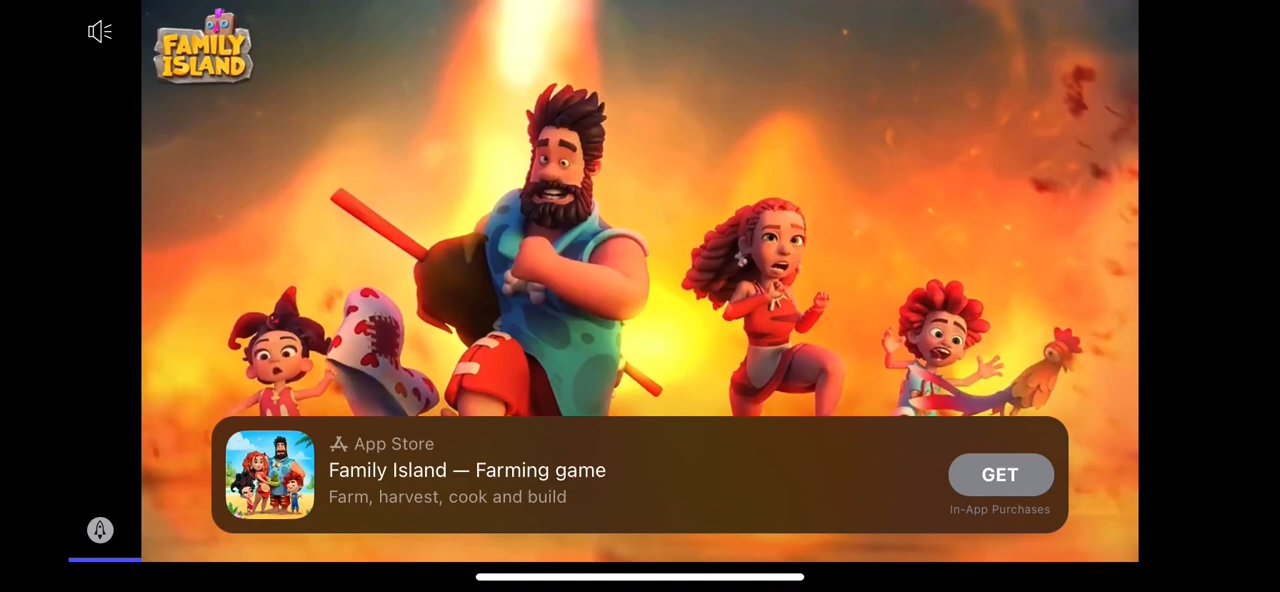 FAMILY
ISLAND
App Store
Family Island — Farming game
Farm, harvest, cook and build
GET
In-App Purchases